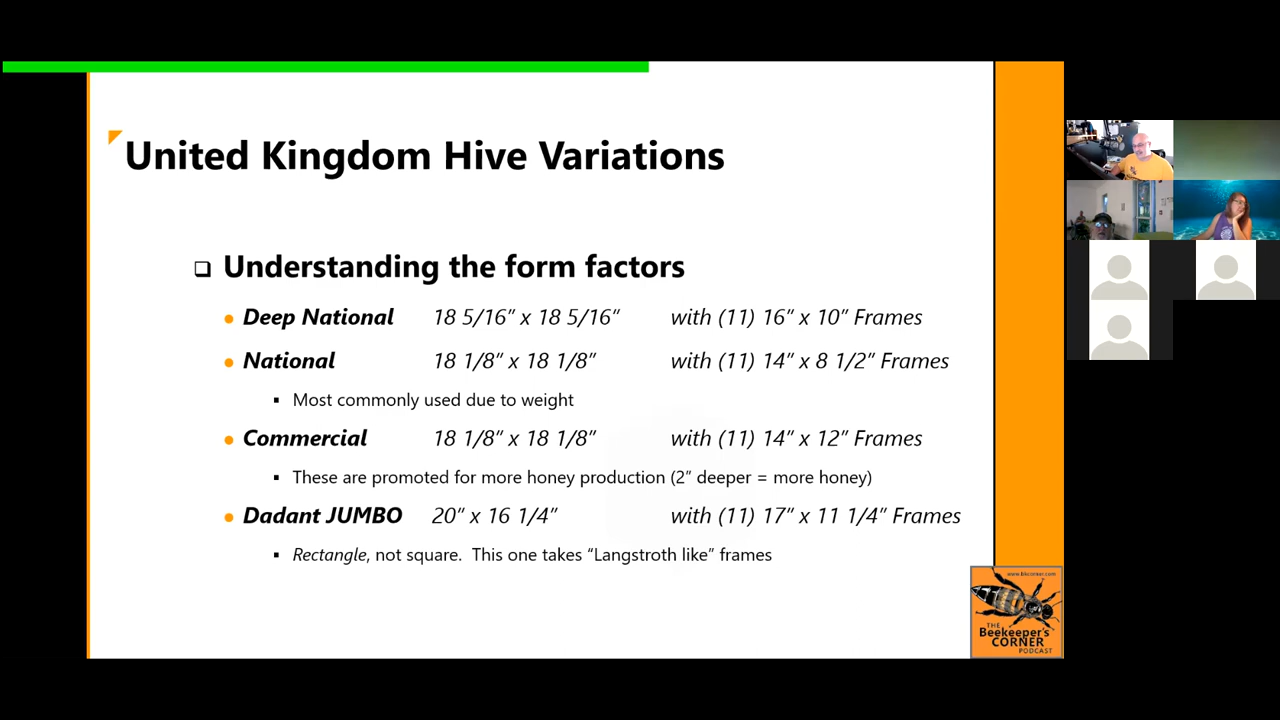 United Kingdom Hive Variations
❑ Understanding the form factors
● Deep National 18 5/16” x 18 5/16” with (11) 16” x 10” Frames
● National 18 1/8” x 18 1/8” with (11) 14” x 8 1/2” Frames
▪ Most commonly used due to weight
● Commercial 18 1/8” x 18 1/8” with (11) 14” x 12” Frames
▪ These are promoted for more honey production (2” deeper = more honey)
● Dadant JUMBO 20” x 16 1/4” with (11) 17” x 11 1/4” Frames
▪ Rectangle, not square. This one takes “Langstroth like” frames
www.bkcorner.com
THE
Beekeeper's
CORNER
PODCAST